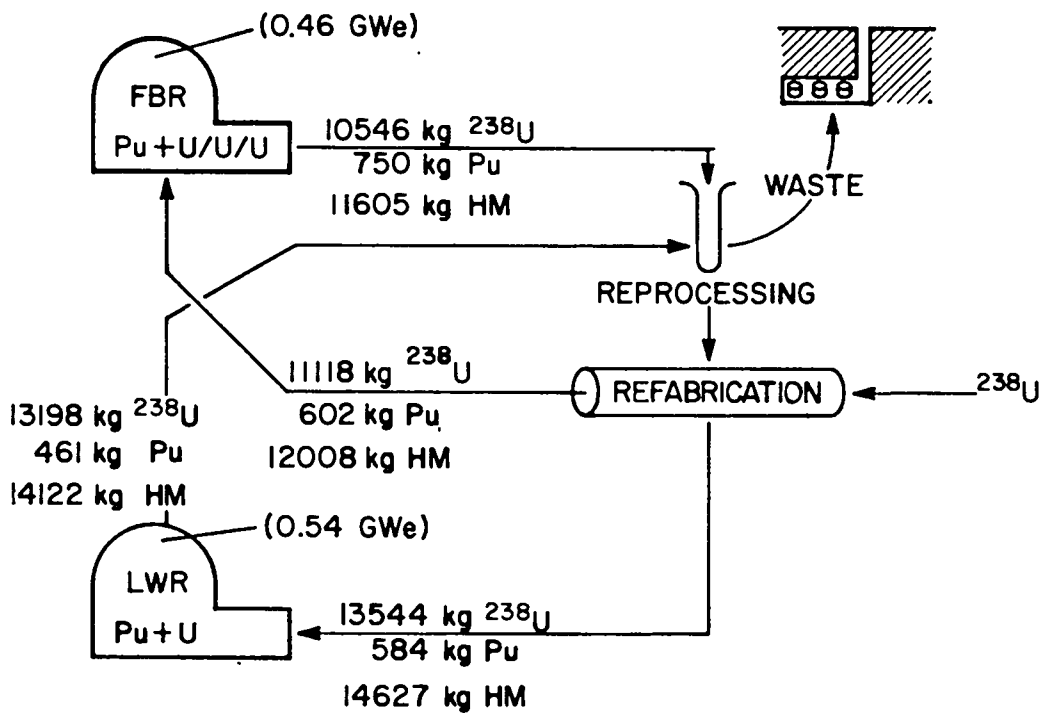 (0.46 GWe)
FBR
Pu + U/U/U
10546 kg ²³⁸U
750 kg Pu
11605 kg HM
WASTE
REPROCESSING
11118 kg ²³⁸U
602 kg Pu
12008 kg HM
REFABRICATION
²³⁸U
13198 kg ²³⁸U
461 kg Pu
14122 kg HM
(0.54 GWe)
LWR
Pu + U
13544 kg ²³⁸U
584 kg Pu
14627 kg HM